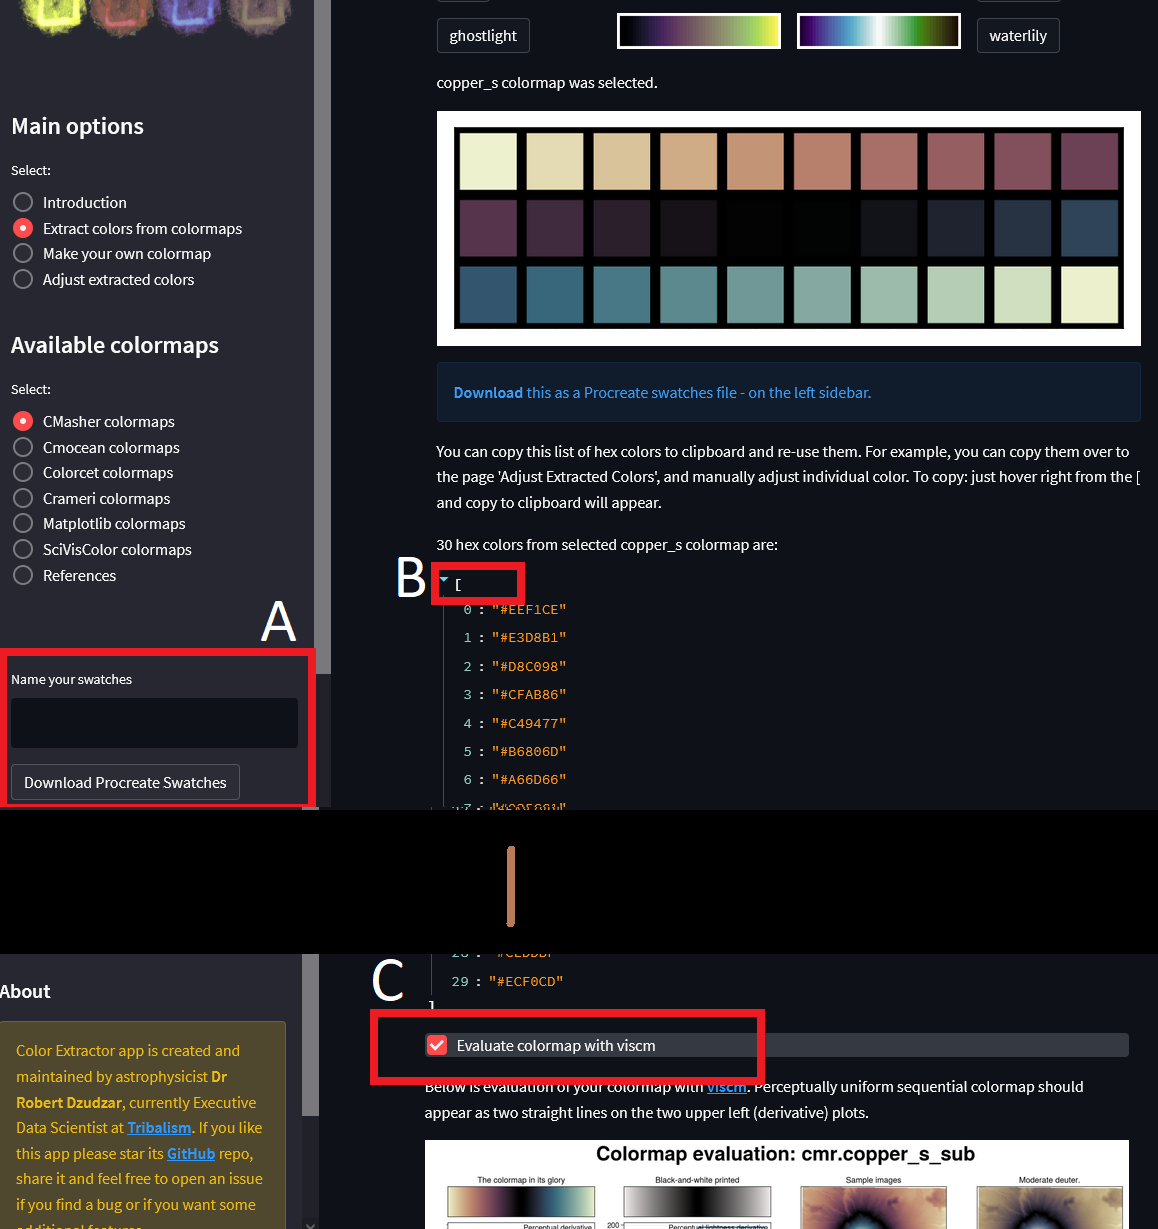 ghostlight
waterlily
copper_s colormap was selected.
Main options
Select:
Introduction
Extract colors from colormaps
Make your own colormap
Adjust extracted colors
Available colormaps
Select:
CMasher colormaps
Cmocean colormaps
Colorcet colormaps
Crameri colormaps
Matplotlib colormaps
SciVisColor colormaps
References
A
Name your swatches
Download Procreate Swatches
Download this as a Procreate swatches file - on the left sidebar.
You can copy this list of hex colors to clipboard and re-use them. For example, you can copy them over to
the page 'Adjust Extracted Colors', and manually adjust individual color. To copy: just hover right from the [
and copy to clipboard will appear.
30 hex colors from selected copper_s colormap are:
B
[
0 : "#EEF1CE"
1 : "#E3D8B1"
2 : "#D8C098"
3 : "#CFAB86"
4 : "#C49477"
5 : "#B6806D"
6 : "#A66D66"
About
Color Extractor app is created and
maintained by astrophysicist Dr
Robert Dzudzar, currently Executive
Data Scientist at Tribalism. If you like
this app please star its GitHub repo,
share it and feel free to open an issue
if you find a bug or if you want some
additional features
C
29 : "#ECF0CD"
]
Evaluate colormap with viscm
Below is evaluation of your colormap with viscm. Perceptually uniform sequential colormap should
appear as two straight lines on the two upper left (derivative) plots.
Colormap evaluation: cmr.copper_s_sub
The colormap in its glory
Black-and-white printed
Sample images
Moderate deuter.
Perceptual derivative
200
Perceptual lightness derivative